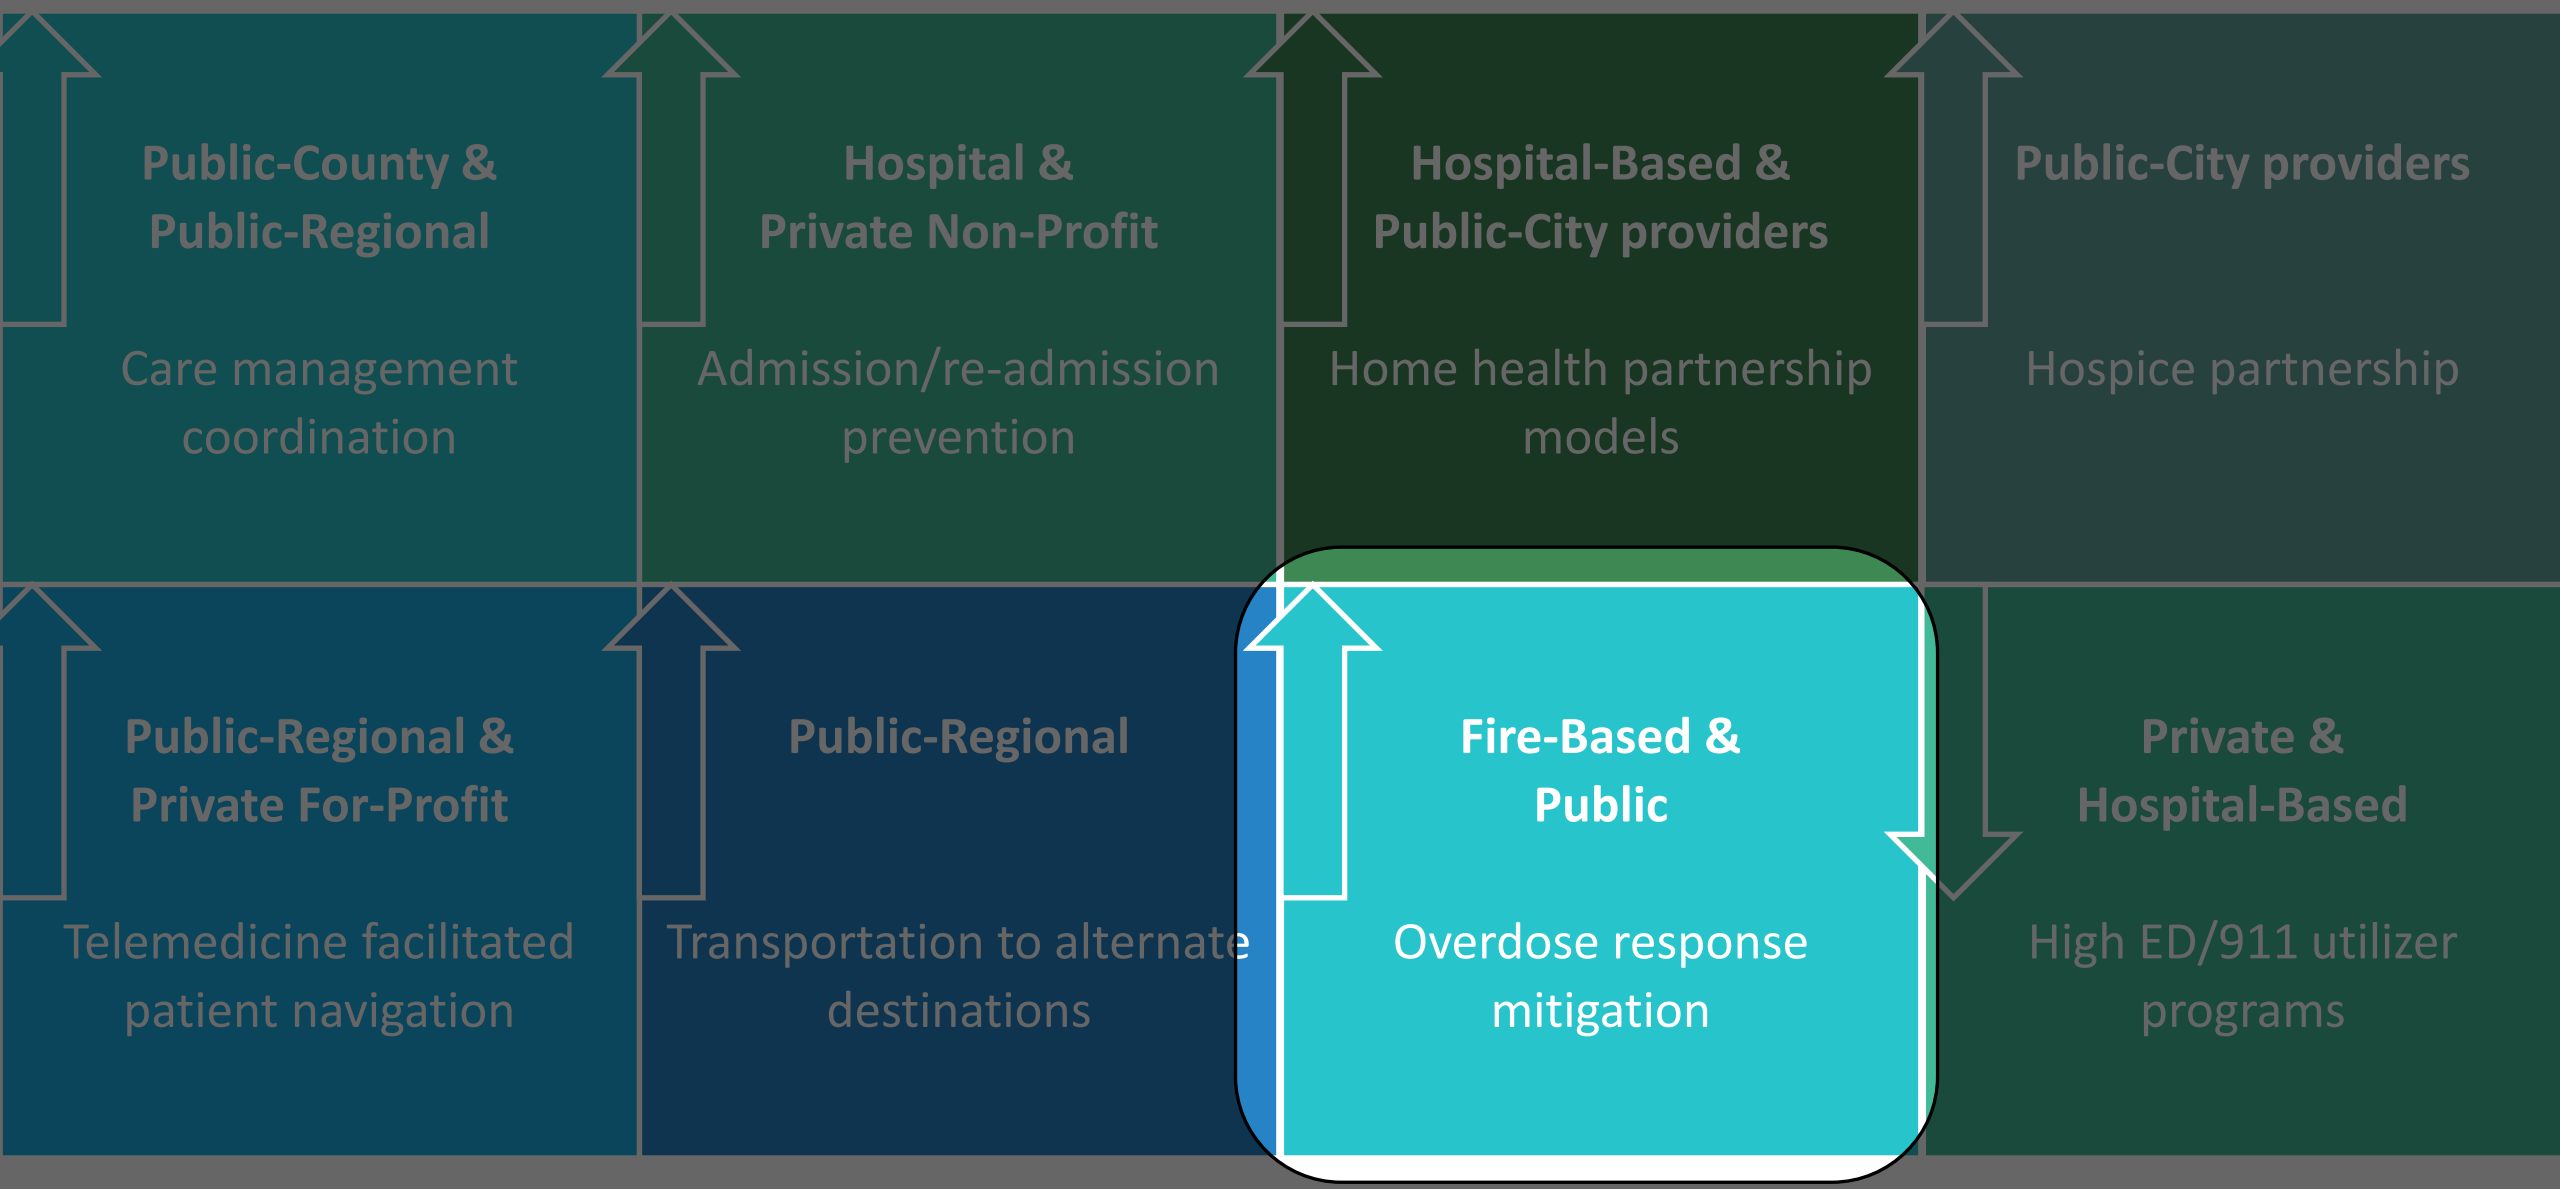 Public-County &
Public-Regional
Care management
coordination
Hospital &
Private Non-Profit
Admission/re-admission
prevention
Hospital-Based &
Public-City providers
Home health partnership
models
Public-City providers
Hospice partnership
Public-Regional &
Private For-Profit
Telemedicine facilitated
patient navigation
Public-Regional
Transportation to alternate
destinations
Fire-Based &
Public
Overdose response
mitigation
Private &
Hospital-Based
High ED/911 utilizer
programs